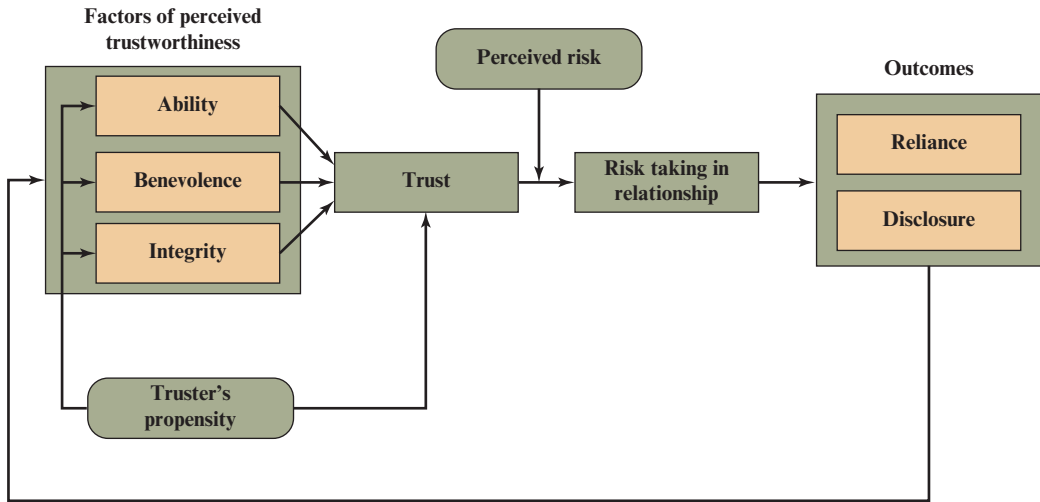 Factors of perceived
trustworthiness
Ability
Benevolence
Integrity
Truster’s
propensity
Trust
Perceived risk
Risk taking in
relationship
Outcomes
Reliance
Disclosure